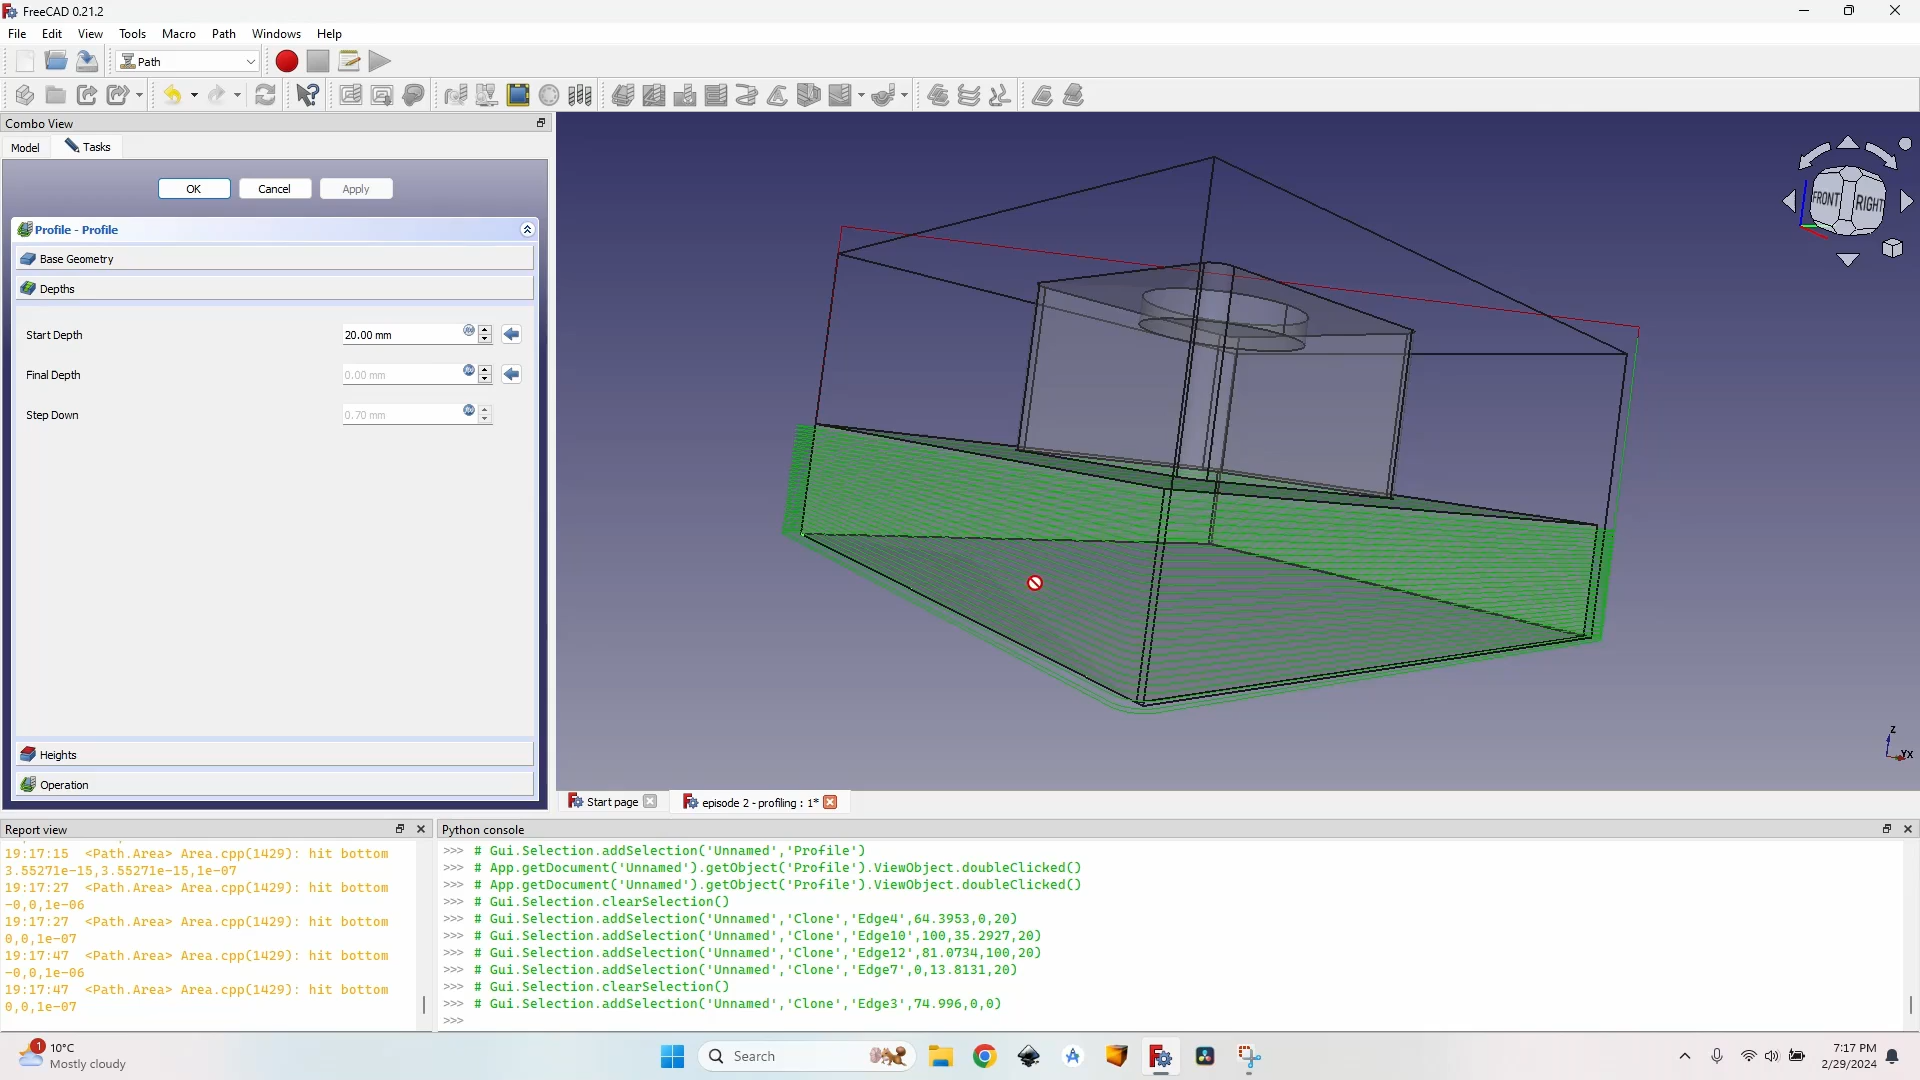 FreeCAD 0.21.2
File Edit View Tools Macro Path Windows Help
Path
Combo View
Model Tasks
OK Cancel Apply
Profile - Profile
Base Geometry
Depths
Start Depth 20.00 mm
Final Depth 0.00 mm
Step Down 0.70 mm
Heights
Operation
FRONT RIGHT
Z
YX
Start page episode 2 - profiling : 1*
Report view
19:17:15 <Path.Area> Area.cpp(1429): hit bottom
3.55271e-15,3.55271e-15,1e-07
19:17:27 <Path.Area> Area.cpp(1429): hit bottom
-0,0,1e-06
19:17:27 <Path.Area> Area.cpp(1429): hit bottom
0,0,1e-07
19:17:47 <Path.Area> Area.cpp(1429): hit bottom
-0,0,1e-06
19:17:47 <Path.Area> Area.cpp(1429): hit bottom
0,0,1e-07
Python console
>>> # Gui.Selection.addSelection('Unnamed','Profile')
>>> # App.getDocument('Unnamed').getObject('Profile').ViewObject.doubleClicked()
>>> # App.getDocument('Unnamed').getObject('Profile').ViewObject.doubleClicked()
>>> # Gui.Selection.clearSelection()
>>> # Gui.Selection.addSelection('Unnamed','Clone','Edge4',64.3953,0,20)
>>> # Gui.Selection.addSelection('Unnamed','Clone','Edge10',100,35.2927,20)
>>> # Gui.Selection.addSelection('Unnamed','Clone','Edge12',81.0734,100,20)
>>> # Gui.Selection.addSelection('Unnamed','Clone','Edge7',0,13.8131,20)
>>> # Gui.Selection.clearSelection()
>>> # Gui.Selection.addSelection('Unnamed','Clone','Edge3',74.996,0,0)
>>>
1
10°C
Mostly cloudy
Search
7:17 PM
2/29/2024